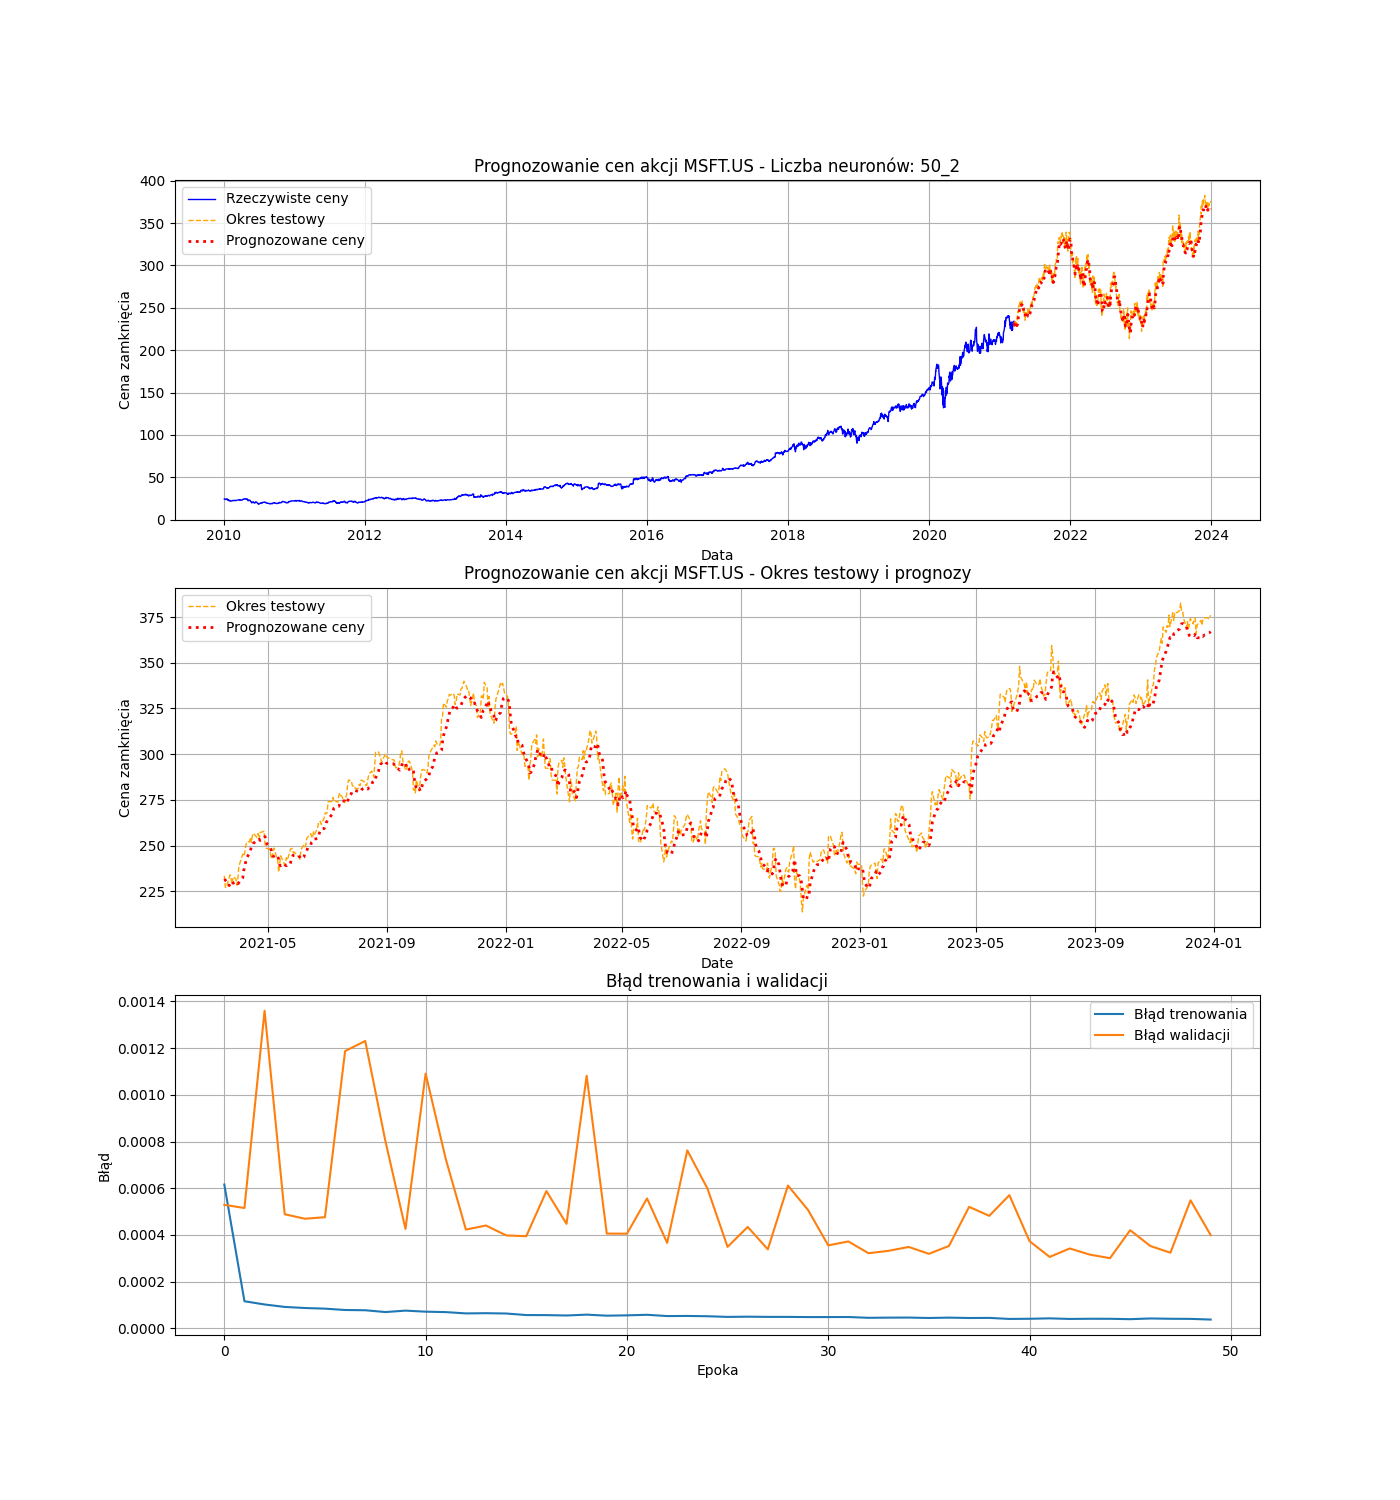 Prognozowanie cen akcji MSFT.US - Liczba neuronów: 50_2
400
350
300
250
200
150
100
50
0
Cena zamknięcia
Rzeczywiste ceny
Okres testowy
Prognozowane ceny
2010 2012 2014 2016 2018 2020 2022 2024
Data
Prognozowanie cen akcji MSFT.US - Okres testowy i prognozy
375
350
325
300
275
250
225
Cena zamknięcia
Okres testowy
Prognozowane ceny
2021-05 2021-09 2022-01 2022-05 2022-09 2023-01 2023-05 2023-09 2024-01
Date
Błąd trenowania i walidacji
0.0014
0.0012
0.0010
0.0008
0.0006
0.0004
0.0002
0.0000
Błąd
Błąd trenowania
Błąd walidacji
0 10 20 30 40 50
Epoka